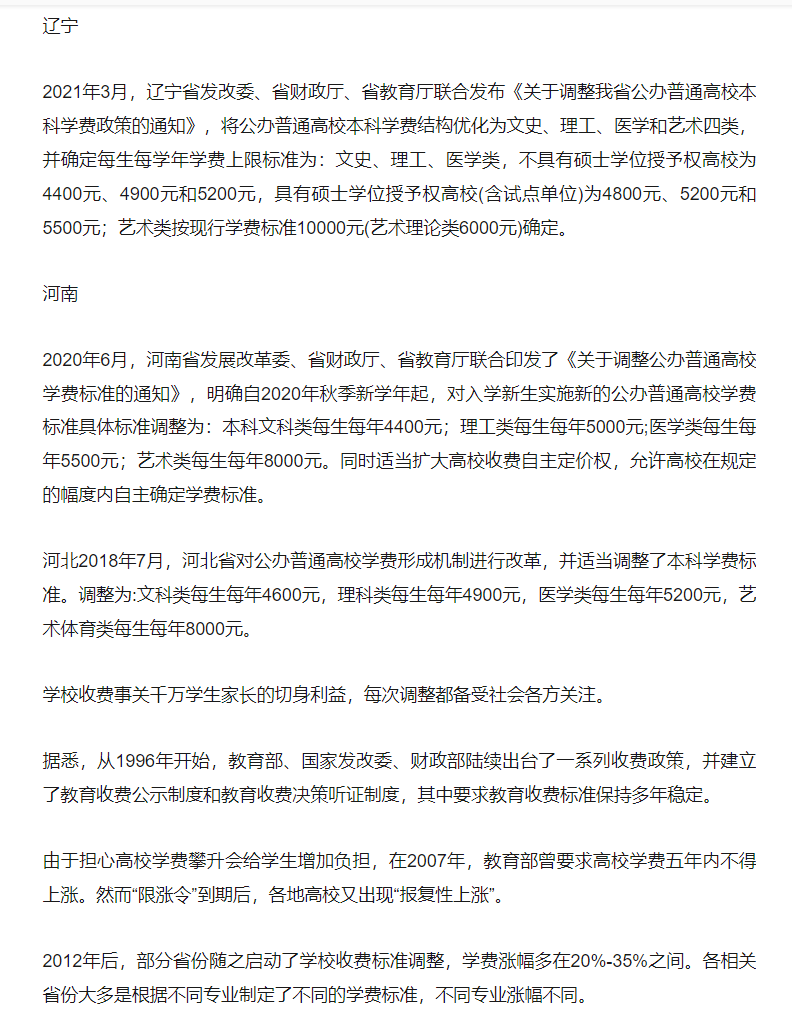 辽宁
2021年3月，辽宁省发改委、省财政厅、省教育厅联合发布《关于调整我省公办普通高校本
科学费政策的通知》，将公办普通高校本科学费结构优化为文史、理工、医学和艺术四类，
并确定每生每学年学费上限标准为：文史、理工、医学类，不具有硕士学位授予权高校为
4400元、4900元和5200元，具有硕士学位授予权高校(含试点单位)为4800元、5200元和
5500元；艺术类按现行学费标准10000元(艺术理论类6000元)确定。
河南
2020年6月，河南省发展改革委、省财政厅、省教育厅联合印发了《关于调整公办普通高校
学费标准的通知》，明确自2020年秋季新学年起，对入学新生实施新的公办普通高校学费
标准具体标准调整为：本科文科类每生每年4400元；理工类每生每年5000元;医学类每生每
年5500元；艺术类每生每年8000元。同时适当扩大高校收费自主定价权，允许高校在规定
的幅度内自主确定学费标准。
河北2018年7月，河北省对公办普通高校学费形成机制进行改革，并适当调整了本科学费标
准。调整为:文科类每生每年4600元，理科类每生每年4900元，医学类每生每年5200元，艺
术体育类每生每年8000元。
学校收费事关千万学生家长的切身利益，每次调整都备受社会各方关注。
据悉，从1996年开始，教育部、国家发改委、财政部陆续出台了一系列收费政策，并建立
了教育收费公示制度和教育收费决策听证制度，其中要求教育收费标准保持多年稳定。
由于担心高校学费攀升会给学生增加负担，在2007年，教育部曾要求高校学费五年内不得
上涨。然而“限涨令”到期后，各地高校又出现“报复性上涨”。
2012年后，部分省份随之启动了学校收费标准调整，学费涨幅多在20%-35%之间。各相关
省份大多是根据不同专业制定了不同的学费标准，不同专业涨幅不同。